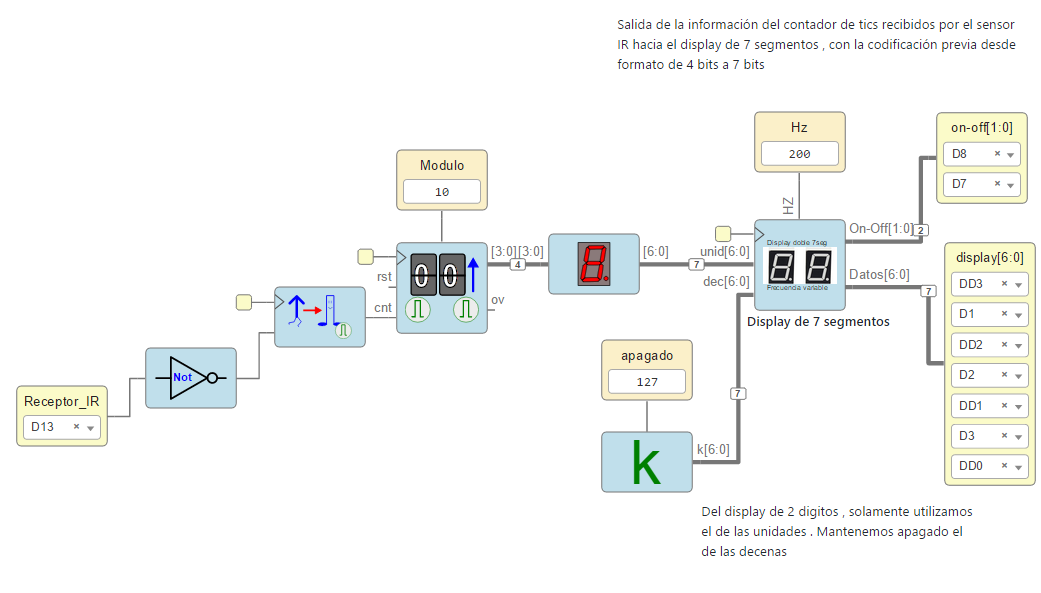 Salida de la información del contador de tics recibidos por el sensor
IR hacia el display de 7 segmentos , con la codificación previa desde
formato de 4 bits a 7 bits
Hz
200
HZ
on-off[1:0]
D8
D7
Modulo
10
[3:0][3:0]
4
rst
cnt
ov
0 0
[6:0]
7
unid[6:0]
dec[6:0]
Display doble 7seg
Frecuencia variable
On-Off[1:0]
2
Datos[6:0]
7
Display de 7 segmentos
display[6:0]
DD3
D1
DD2
D2
DD1
D3
DD0
Not
Receptor_IR
D13
apagado
127
7
k
k[6:0]
Del display de 2 digitos , solamente utilizamos
el de las unidades . Mantenemos apagado el
de las decenas